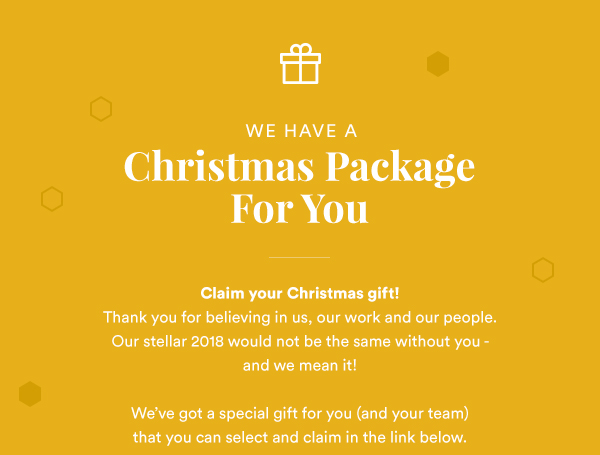 WE HAVE A
Christmas Package
For You
Claim your Christmas gift!
Thank you for believing in us, our work and our people.
Our stellar 2018 would not be the same without you -
and we mean it!
We've got a special gift for you (and your team)
that you can select and claim in the link below.